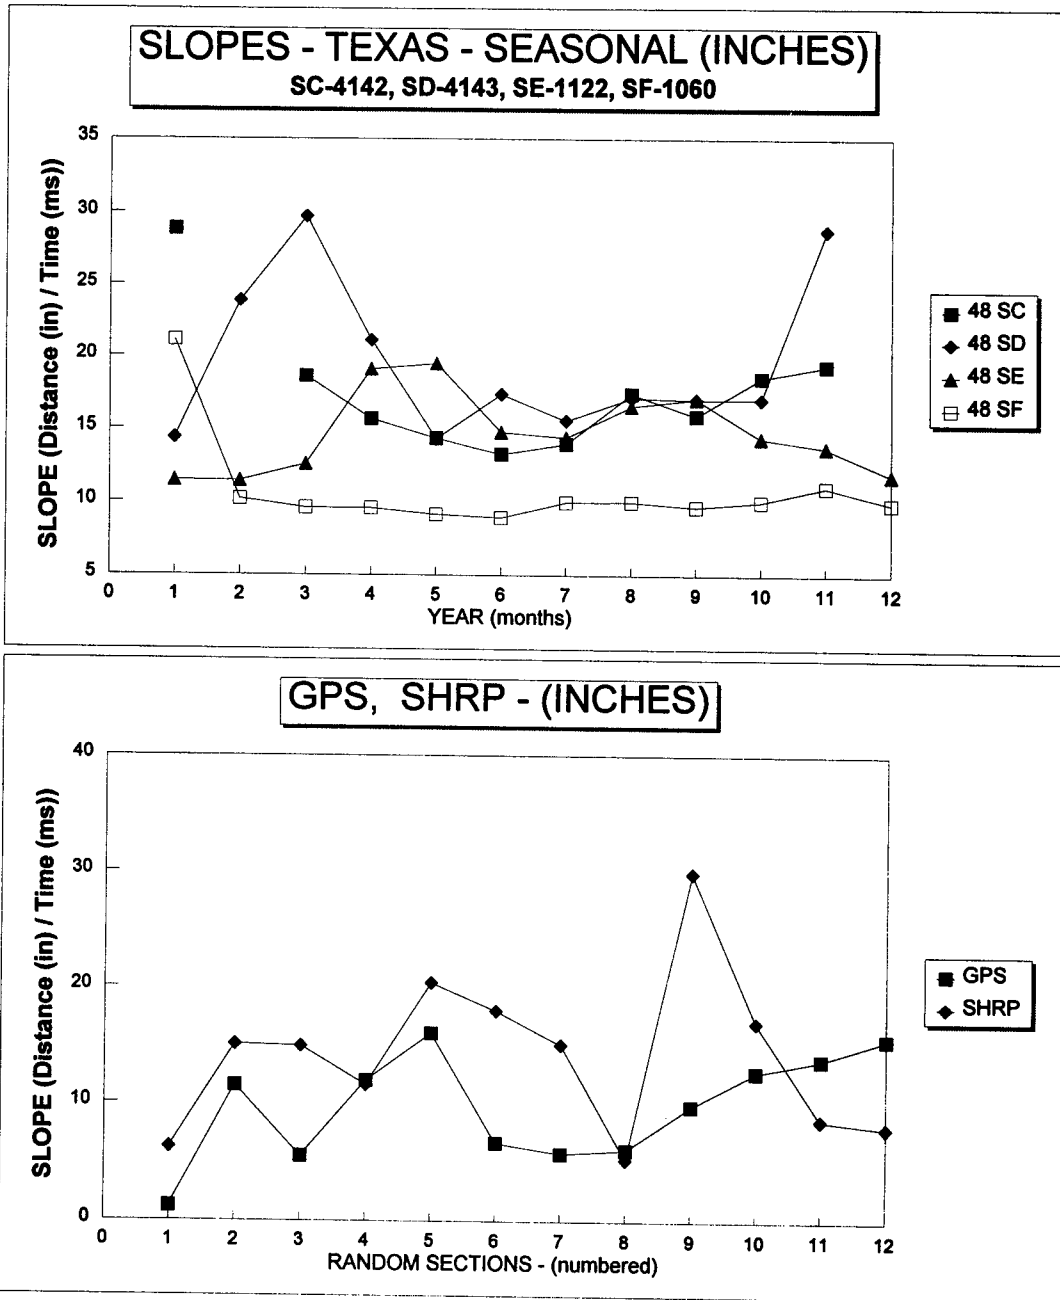 SLOPES - TEXAS - SEASONAL (INCHES)
SC-4142, SD-4143, SE-1122, SF-1060
SLOPE (Distance (in) / Time (ms))
35
30
25
20
15
10
5
0 1 2 3 4 5 6 7 8 9 10 11 12
YEAR (months)
48 SC
48 SD
48 SE
48 SF
GPS, SHRP - (INCHES)
SLOPE (Distance (in) / Time (ms))
40
30
20
10
0
0 1 2 3 4 5 6 7 8 9 10 11 12
RANDOM SECTIONS - (numbered)
GPS
SHRP